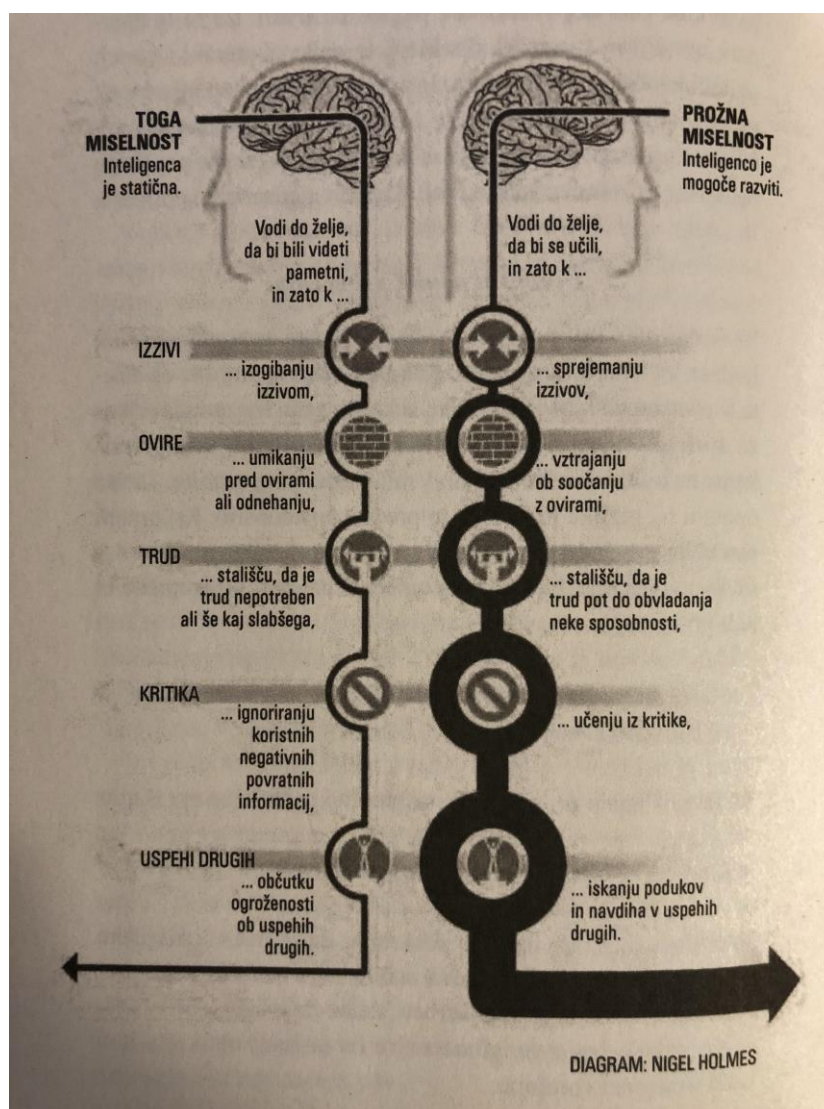 TOGA
MISELNOST
Inteligenca
je statična.
Vodi do želje,
da bi bili videti
pametni,
in zato k ...
PROŽNA
MISELNOST
Inteligenco je
mogoče razviti.
Vodi do želje,
da bi se učili,
in zato k ...
IZZIVI
... izogibanju
izzivom,
... sprejemanju
izzivov,
OVIRE
... umikanju
pred ovirami
ali odnehanju,
... vztrajanju
ob soočanju
z ovirami,
TRUD
... stališču, da je
trud nepotreben
ali še kaj slabšega,
... stališču, da je
trud pot do obvladanja
neke sposobnosti,
KRITIKA
... ignoriranju
koristnih
negativnih
povratnih
informacij,
... učenju iz kritike,
USPEHI DRUGIH
... občutku
ogroženosti
ob uspehih
drugih.
... iskanju podukov
in navdiha v uspehih
drugih.
DIAGRAM: NIGEL HOLMES